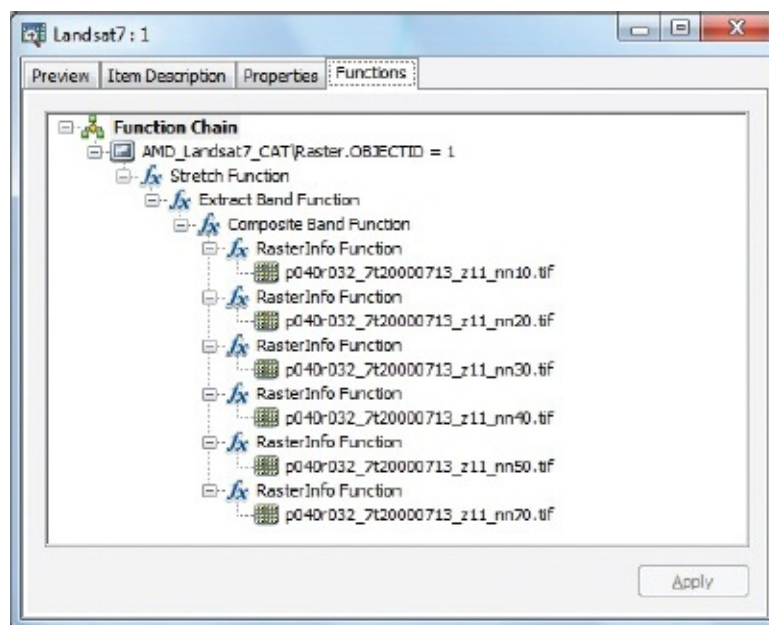 Landsat7 : 1
Preview Item Description Properties Functions
Function Chain
AMD_Landsat7_CAT\Raster.OBJECTID = 1
Stretch Function
Extract Band Function
Composite Band Function
RasterInfo Function
p040r032_7t20000713_z11_nn10.tif
RasterInfo Function
p040r032_7t20000713_z11_nn20.tif
RasterInfo Function
p040r032_7t20000713_z11_nn30.tif
RasterInfo Function
p040r032_7t20000713_z11_nn40.tif
RasterInfo Function
p040r032_7t20000713_z11_nn50.tif
RasterInfo Function
p040r032_7t20000713_z11_nn70.tif
Apply